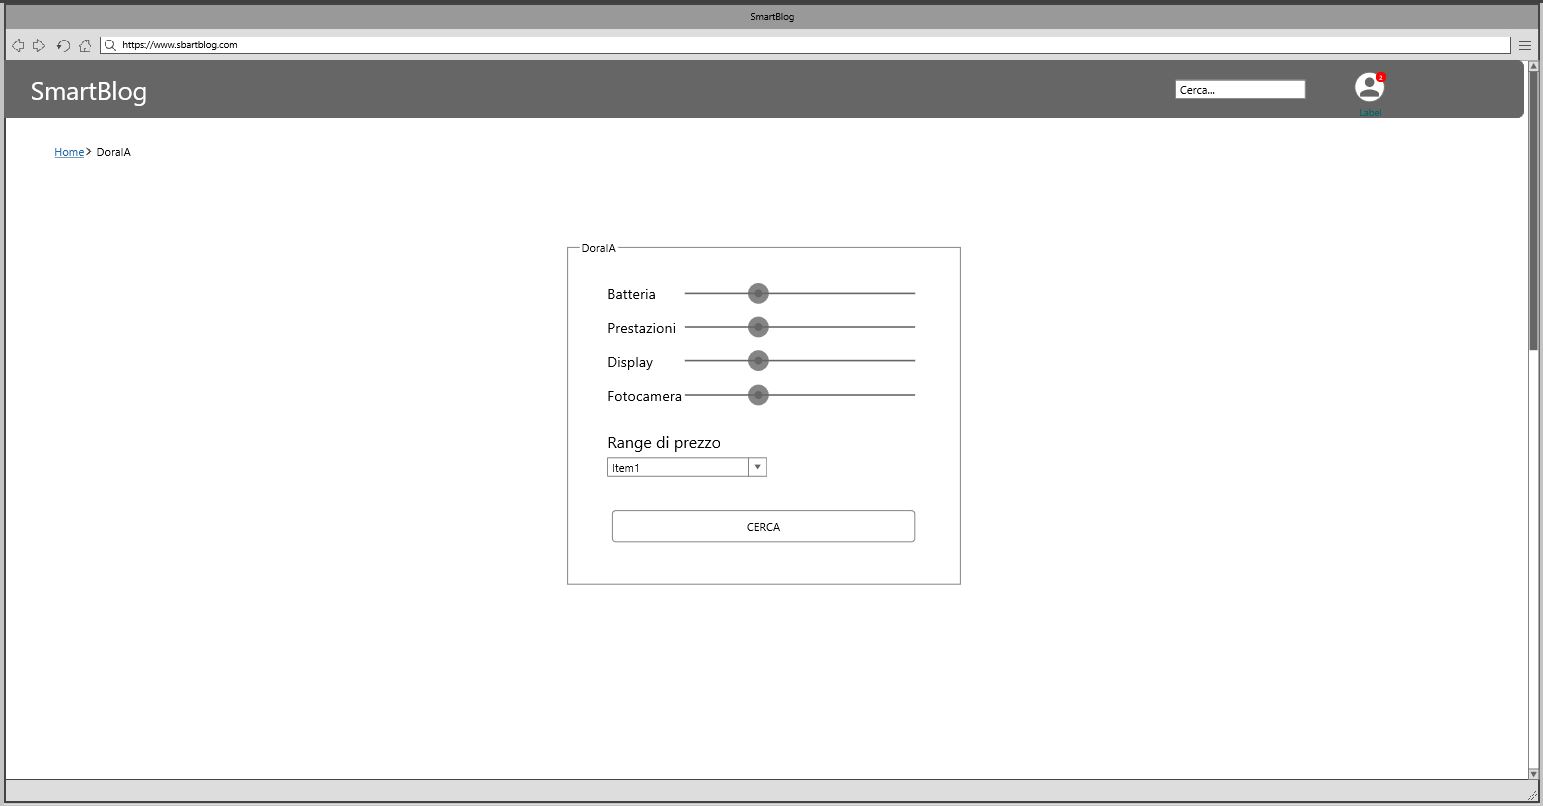 SmartBlog
https://www.sbartblog.com
SmartBlog
Cerca...
2
Label
Home> DoraIA
DoraIA
Batteria
Prestazioni
Display
Fotocamera
Range di prezzo
Item1
CERCA